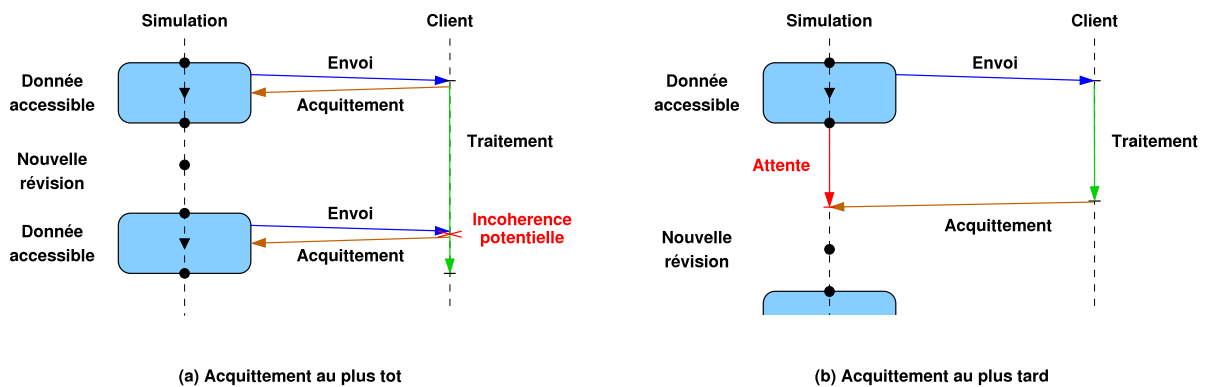 Simulation
Client
Donnée
accessible
Envoi
Acquittement
Traitement
Nouvelle
révision
Donnée
accessible
Envoi
Acquittement
Incoherence
potentielle
(a) Acquittement au plus tot
Simulation
Client
Donnée
accessible
Envoi
Traitement
Attente
Acquittement
Nouvelle
révision
(b) Acquittement au plus tard